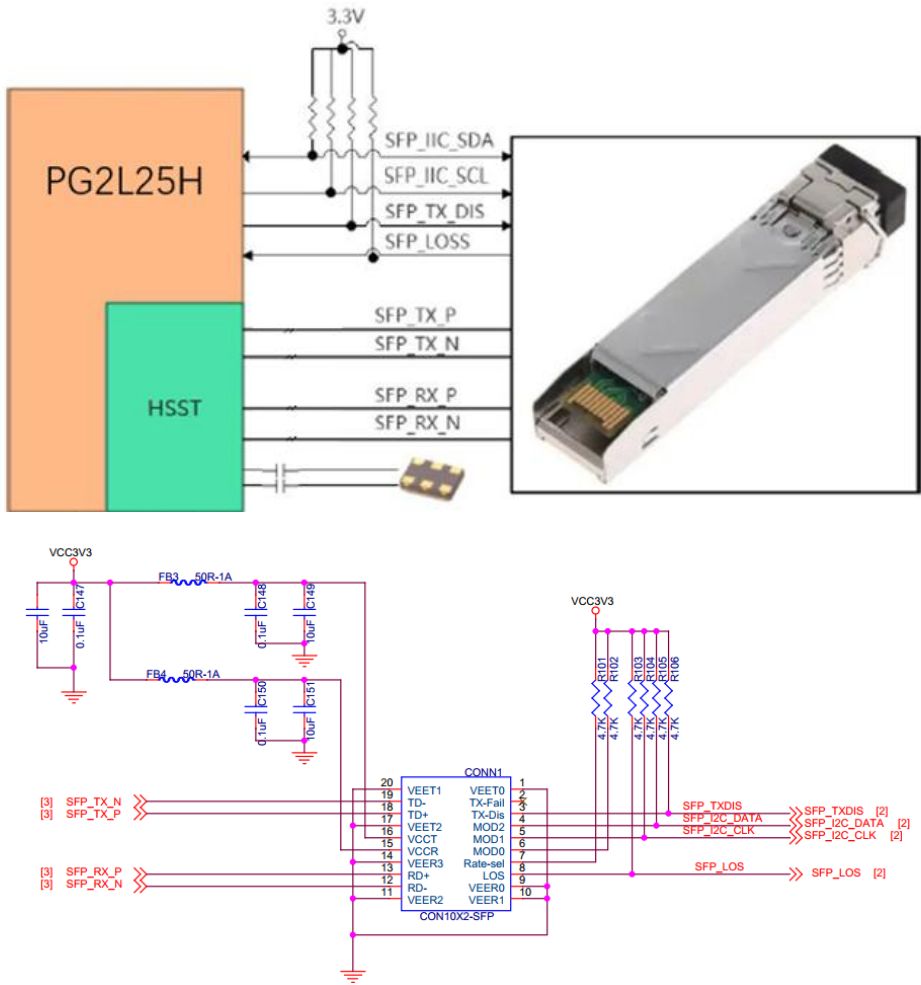 3.3V
SFP_IIC_SDA
PG2L25H
SFP_IIC_SCL
SFP_TX_DIS
SFP_LOSS
SFP_TX_P
SFP_TX_N
HSST
SFP_RX_P
SFP_RX_N
VCC3V3
FB3 50R-1A
10uF
C147
0.1uF
C148
0.1uF
C149
10uF
FB4 50R-1A
C150
0.1uF
C151
10uF
VCC3V3
R101
R102
R103
R104
R105
R106
4.7K
4.7K
4.7K
4.7K
4.7K
4.7K
CONN1
20 VEET1 VEET0 1
19 TD- TX-Fail 2
18 TD+ TX-Dis 3
17 VEET2 MOD2 4
16 VCCT MOD1 5
15 VCCR MOD0 6
14 VEER3 Rate-sel 7
13 RD+ LOS 8
12 RD- VEER0 9
11 VEER2 VEER1 10
CON10X2-SFP
[3] SFP_TX_N
[3] SFP_TX_P
[3] SFP_RX_P
[3] SFP_RX_N
SFP_TXDIS SFP_TXDIS [2]
SFP_I2C_DATA SFP_I2C_DATA [2]
SFP_I2C_CLK SFP_I2C_CLK [2]
SFP_LOS SFP_LOS [2]